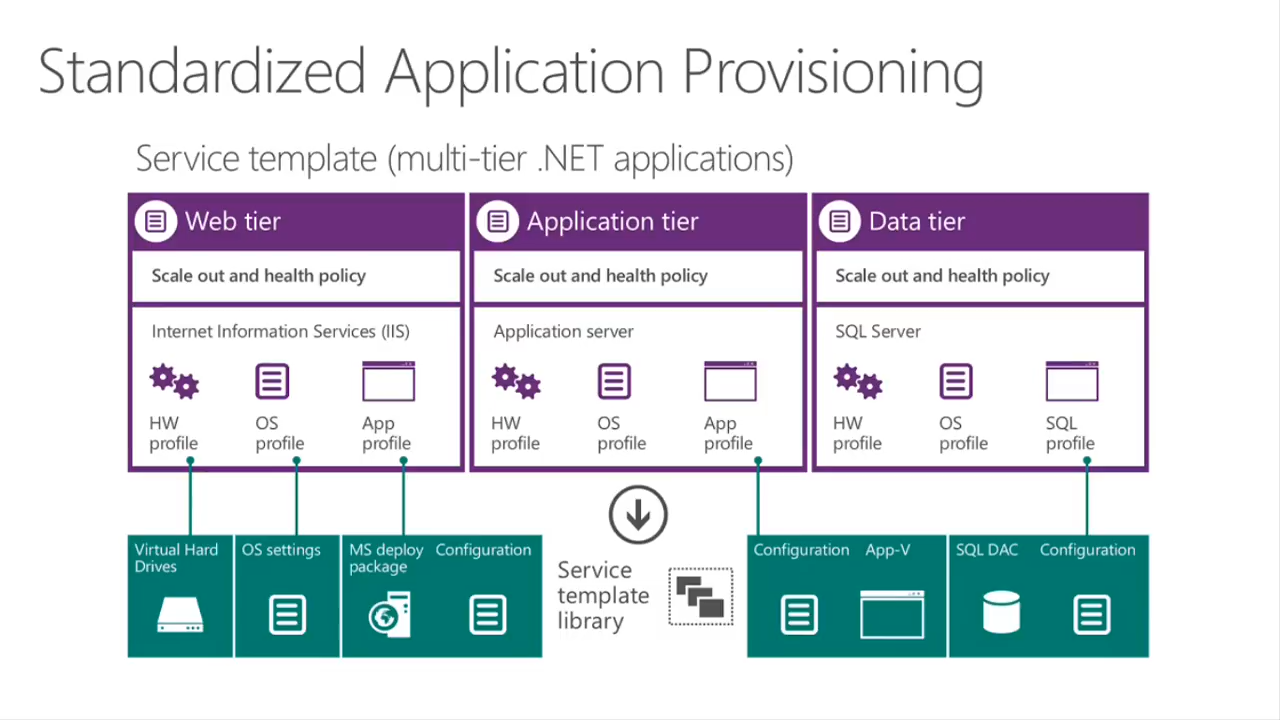 Standardized Application Provisioning
Service template (multi-tier .NET applications)
Web tier
Scale out and health policy
Internet Information Services (IIS)
HW
profile
OS
profile
App
profile
Application tier
Scale out and health policy
Application server
HW
profile
OS
profile
App
profile
Data tier
Scale out and health policy
SQL Server
HW
profile
OS
profile
SQL
profile
Virtual Hard
Drives
OS settings
MS deploy
package
Configuration
Service
template
library
Configuration
App-V
SQL DAC
Configuration